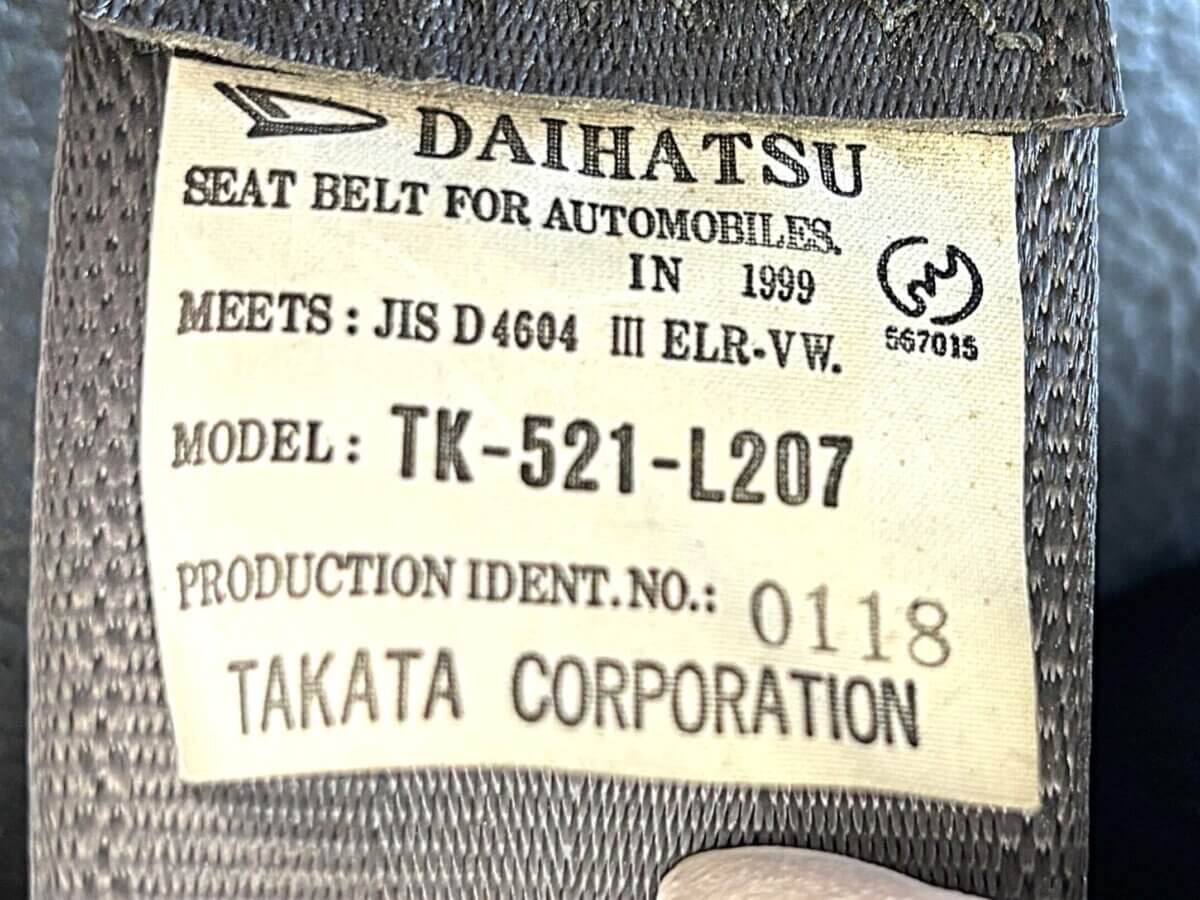 DAIHATSU
SEAT BELT FOR AUTOMOBILES.
IN 1999
MEETS: JIS D4604 III ELR-VW.
567015
MODEL: TK-521-L207
PRODUCTION IDENT.NO.: 0118
TAKATA CORPORATION